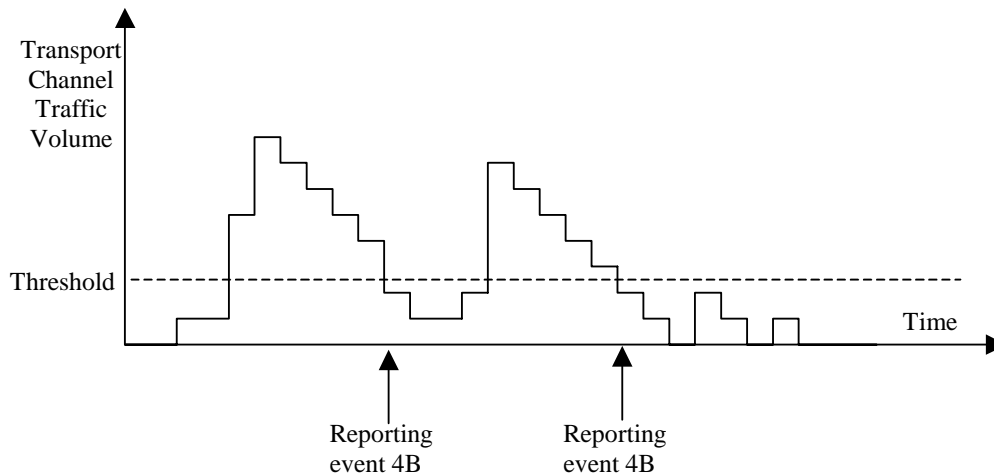 Transport
Channel
Traffic
Volume
Threshold
Time
Reporting
event 4B
Reporting
event 4B